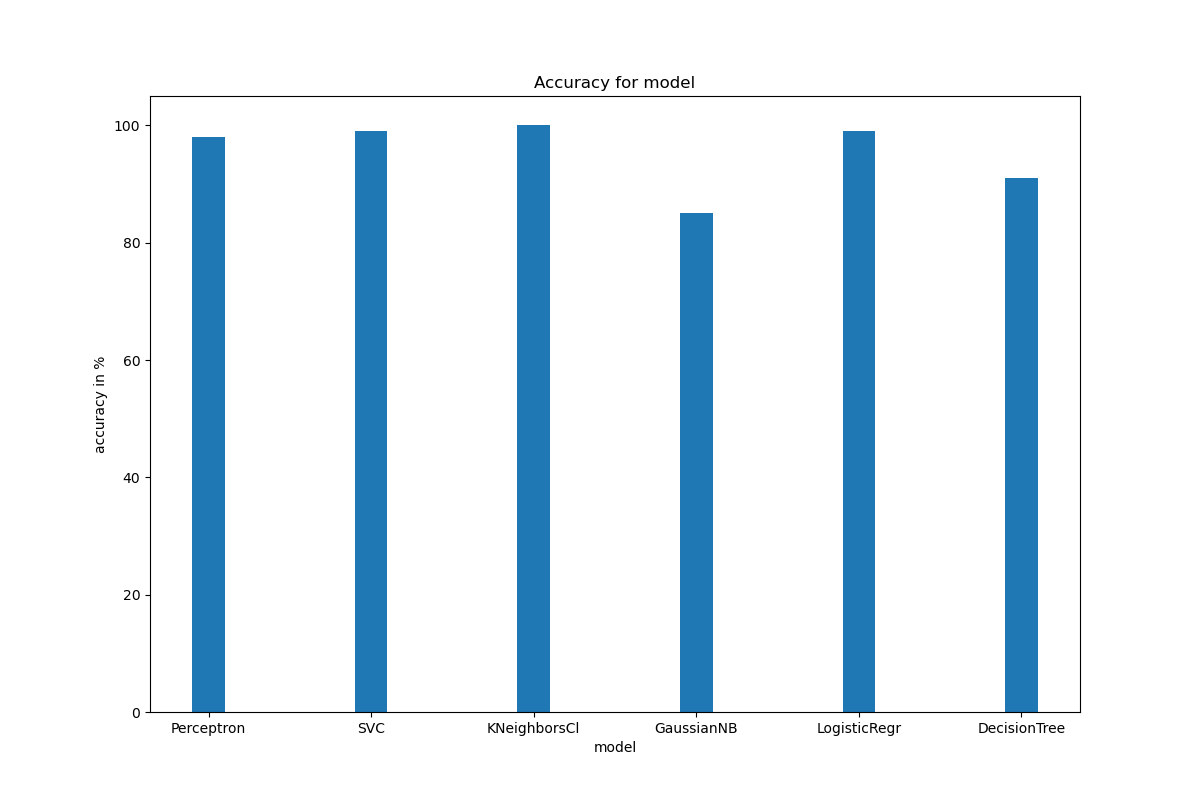 Accuracy for model
100
80
60
40
20
0
accuracy in %
Perceptron SVC KNeighborsCl GaussianNB LogisticRegr DecisionTree
model